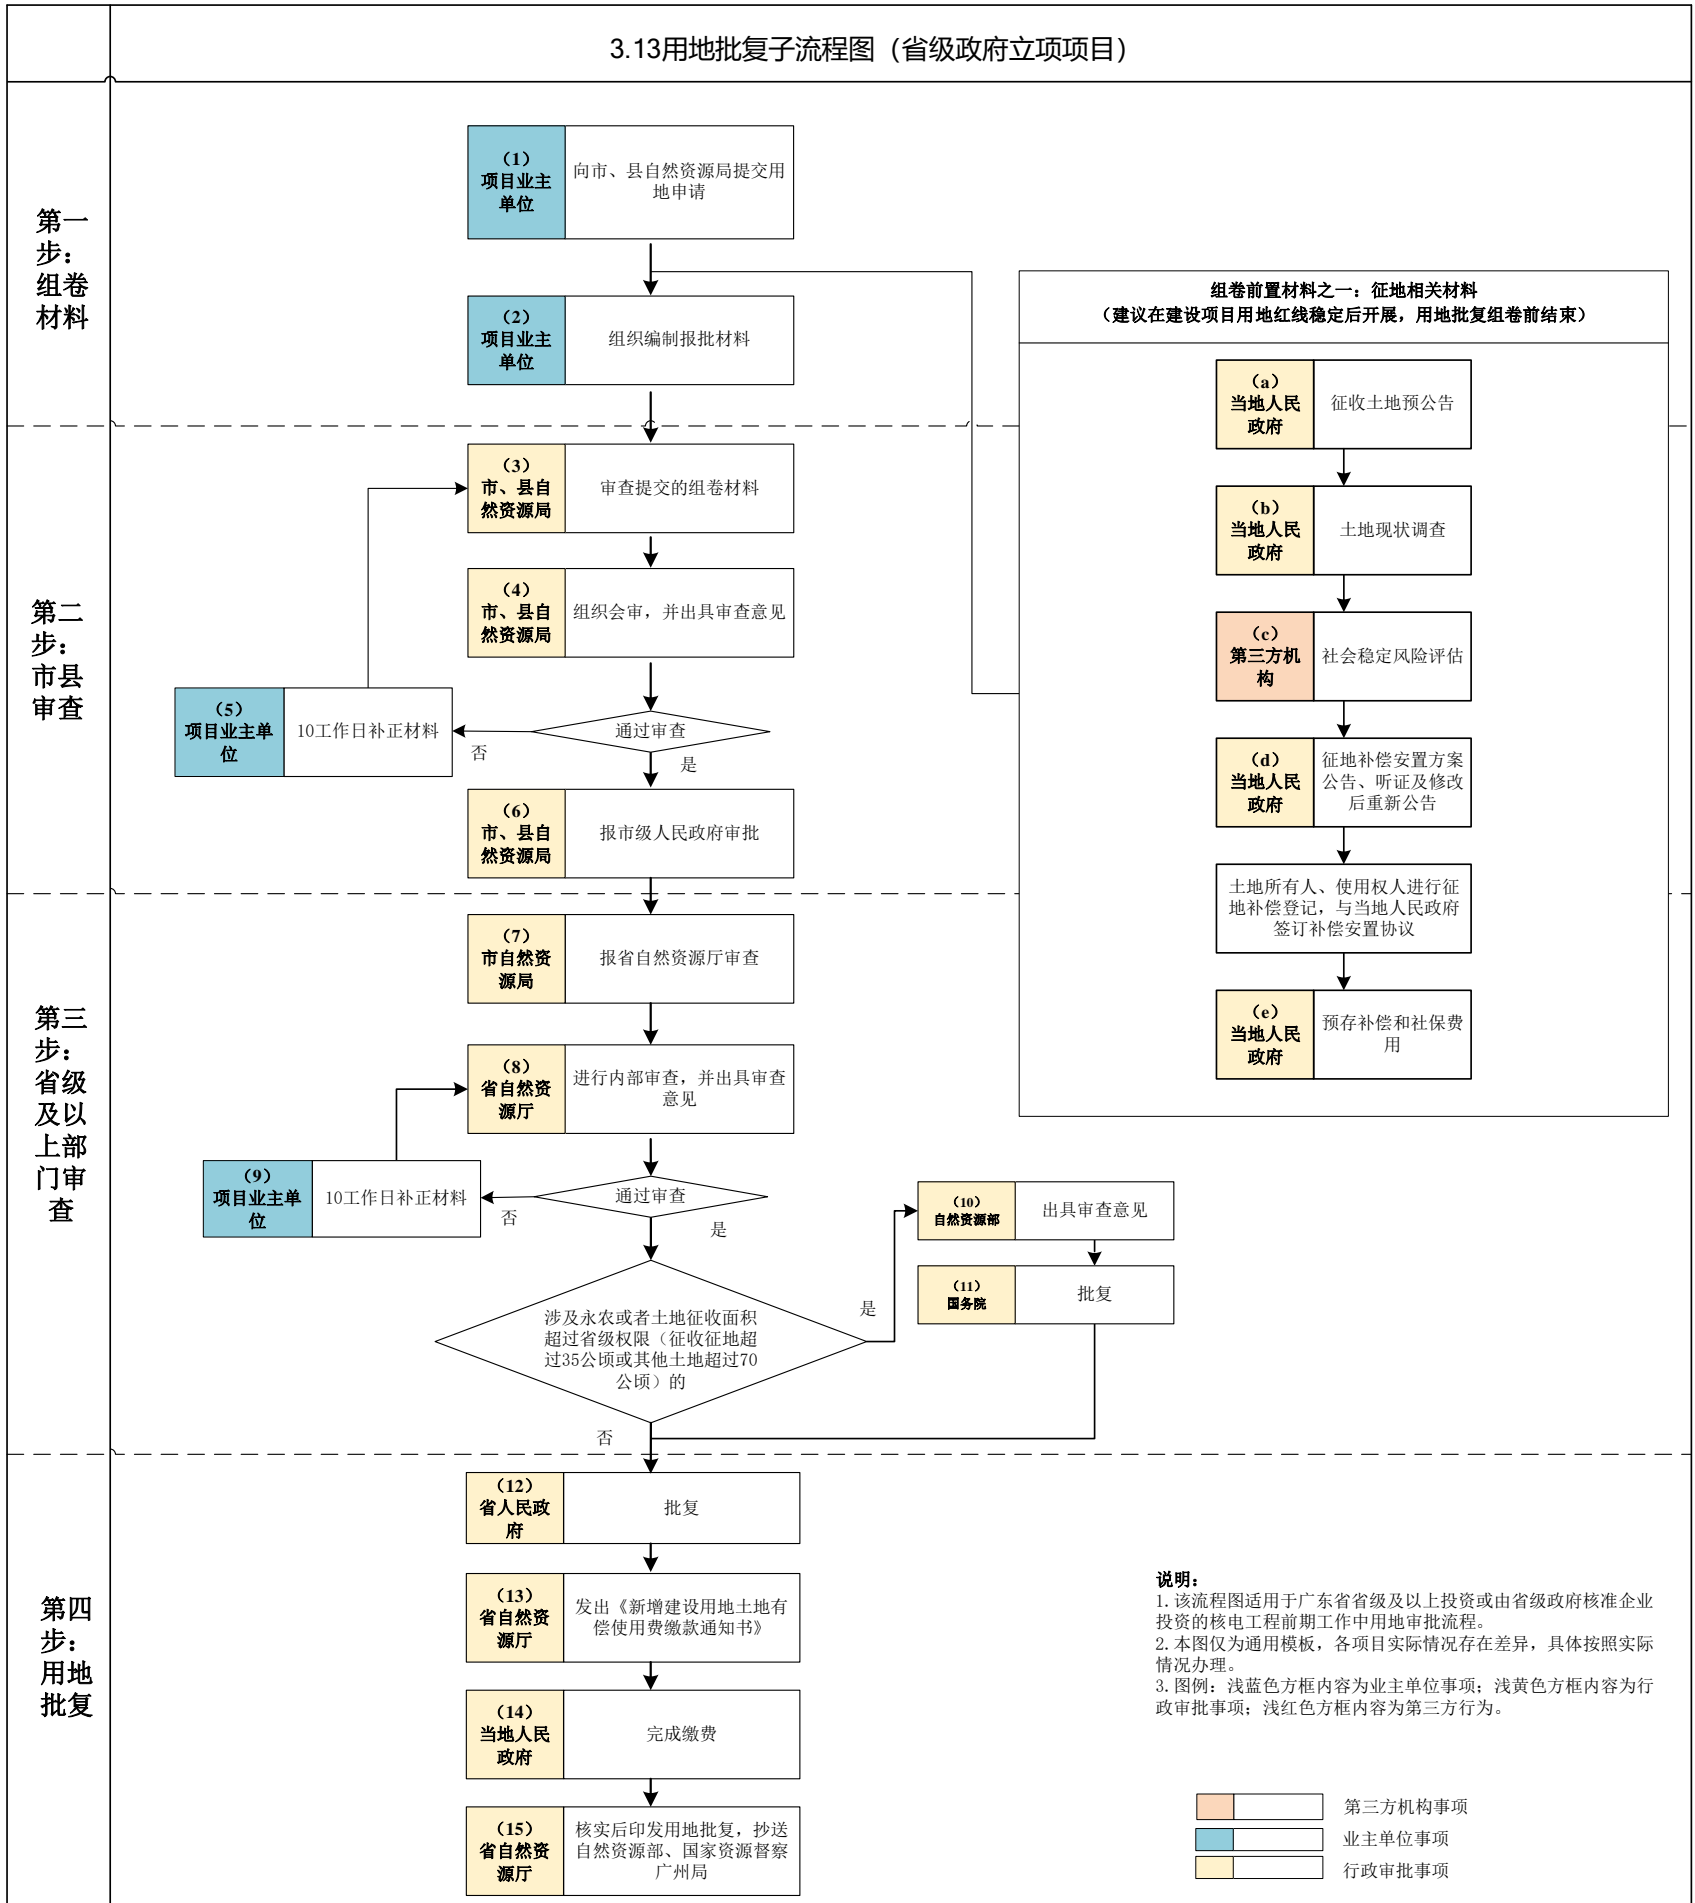 3.13用地批复子流程图（省级政府立项项目）
第一
步：
组卷
材料
（1）
项目业主
单位
向市、县自然资源局提交用
地申请
（2）
项目业主
单位
组织编制报批材料
组卷前置材料之一：征地相关材料
（建议在建设项目用地红线稳定后开展，用地批复组卷前结束）
（a）
当地人民
政府
征收土地预公告
（b）
当地人民
政府
土地现状调查
（c）
第三方机
构
社会稳定风险评估
（d）
当地人民
政府
征地补偿安置方案
公告、听证及修改
后重新公告
土地所有人、使用权人进行征
地补偿登记，与当地人民政府
签订补偿安置协议
（e）
当地人民
政府
预存补偿和社保费
用
第二
步：
市县
审查
（3）
市、县自
然资源局
审查提交的组卷材料
（4）
市、县自
然资源局
组织会审，并出具审查意见
（5）
项目业主单
位
10工作日补正材料
否
通过审查
是
（6）
市、县自
然资源局
报市级人民政府审批
第三
步：
省级
及以
上部
门审
查
（7）
市自然资
源局
报省自然资源厅审查
（8）
省自然资
源厅
进行内部审查，并出具审查
意见
（9）
项目业主单
位
10工作日补正材料
否
通过审查
是
涉及永农或者土地征收面积
超过省级权限（征收征地超
过35公顷或其他土地超过70
公顷）的
是
否
（10）
自然资源部
出具审查意见
（11）
国务院
批复
第四
步：
用地
批复
（12）
省人民政
府
批复
（13）
省自然资
源厅
发出《新增建设用地土地有
偿使用费缴款通知书》
（14）
当地人民
政府
完成缴费
（15）
省自然资
源厅
核实后印发用地批复，抄送
自然资源部、国家资源督察
广州局
说明：
1.该流程图适用于广东省省级及以上投资或由省级政府核准企业
投资的核电工程前期工作中用地审批流程。
2.本图仅为通用模板，各项目实际情况存在差异，具体按照实际
情况办理。
3.图例：浅蓝色方框内容为业主单位事项；浅黄色方框内容为行
政审批事项；浅红色方框内容为第三方行为。
第三方机构事项
业主单位事项
行政审批事项